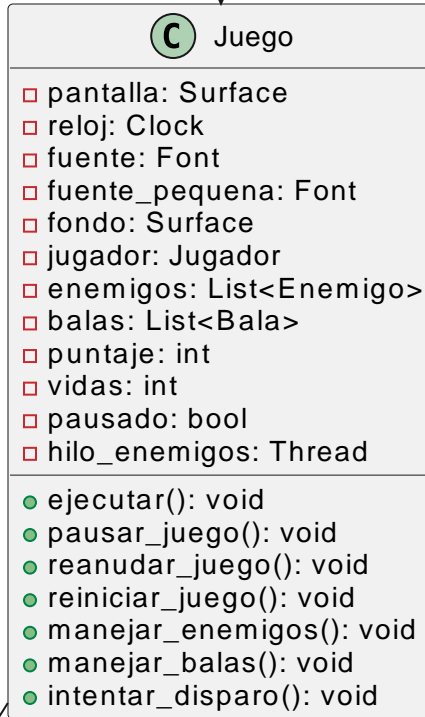 C Juego
pantalla: Surface
reloj: Clock
fuente: Font
fuente_pequena: Font
fondo: Surface
jugador: Jugador
enemigos: List<Enemigo>
balas: List<Bala>
puntaje: int
vidas: int
pausado: bool
hilo_enemigos: Thread
ejecutar(): void
pausar_juego(): void
reanudar_juego(): void
reiniciar_juego(): void
manejar_enemigos(): void
manejar_balas(): void
intentar_disparo(): void